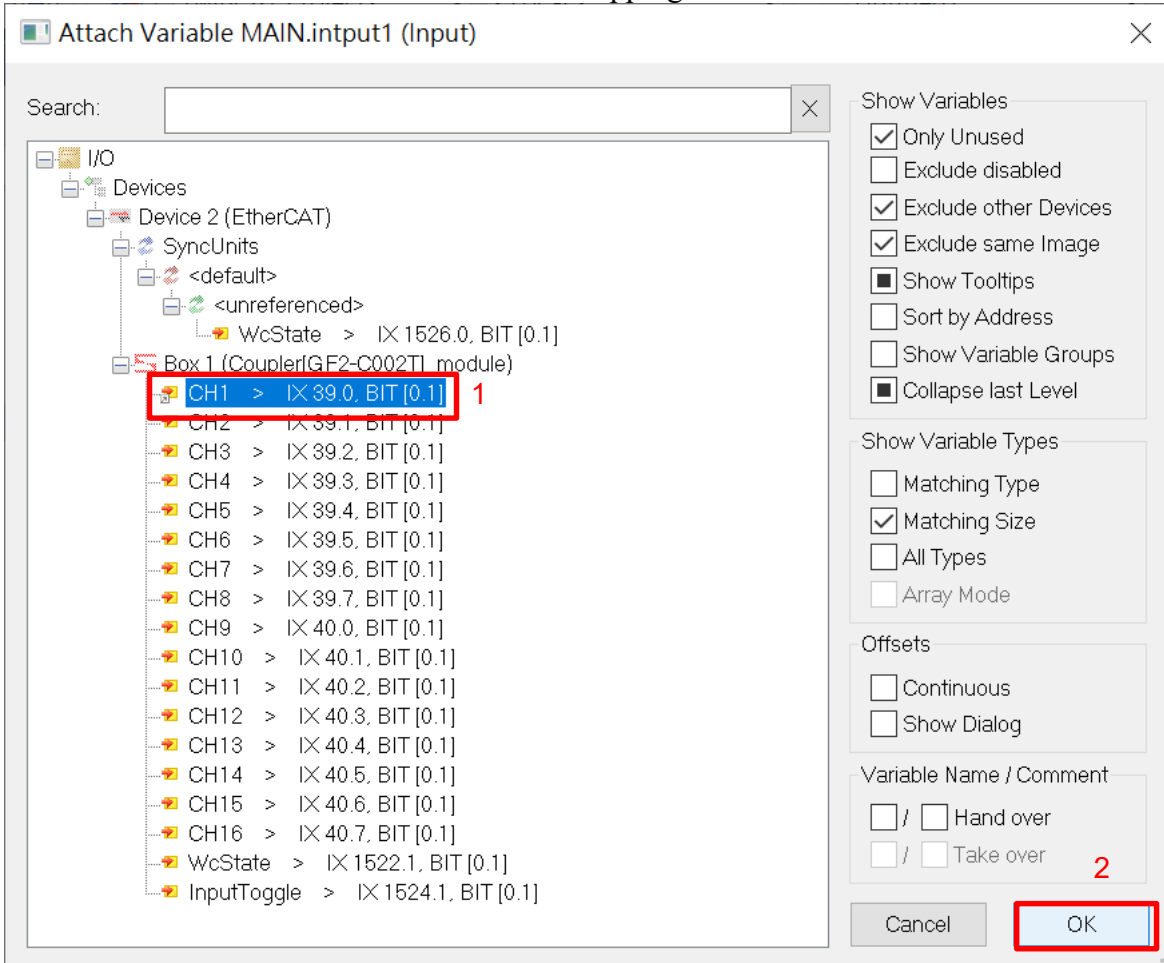 pping
Attach Variable MAIN.intput1 (Input)
Search:
I/O
Devices
Device 2 (EtherCAT)
SyncUnits
<default>
<unreferenced>
WcState > IX 1526.0, BIT [0.1]
Box 1 (Coupler[GF2-C002T]_module)
CH1 > IX 39.0, BIT [0.1] 1
CH2 > IX 39.1, BIT [0.1]
CH3 > IX 39.2, BIT [0.1]
CH4 > IX 39.3, BIT [0.1]
CH5 > IX 39.4, BIT [0.1]
CH6 > IX 39.5, BIT [0.1]
CH7 > IX 39.6, BIT [0.1]
CH8 > IX 39.7, BIT [0.1]
CH9 > IX 40.0, BIT [0.1]
CH10 > IX 40.1, BIT [0.1]
CH11 > IX 40.2, BIT [0.1]
CH12 > IX 40.3, BIT [0.1]
CH13 > IX 40.4, BIT [0.1]
CH14 > IX 40.5, BIT [0.1]
CH15 > IX 40.6, BIT [0.1]
CH16 > IX 40.7, BIT [0.1]
WcState > IX 1522.1, BIT [0.1]
InputToggle > IX 1524.1, BIT [0.1]
Show Variables
Only Unused
Exclude disabled
Exclude other Devices
Exclude same Image
Show Tooltips
Sort by Address
Show Variable Groups
Collapse last Level
Show Variable Types
Matching Type
Matching Size
All Types
Array Mode
Offsets
Continuous
Show Dialog
Variable Name / Comment
/ Hand over
/ Take over
2
Cancel
OK